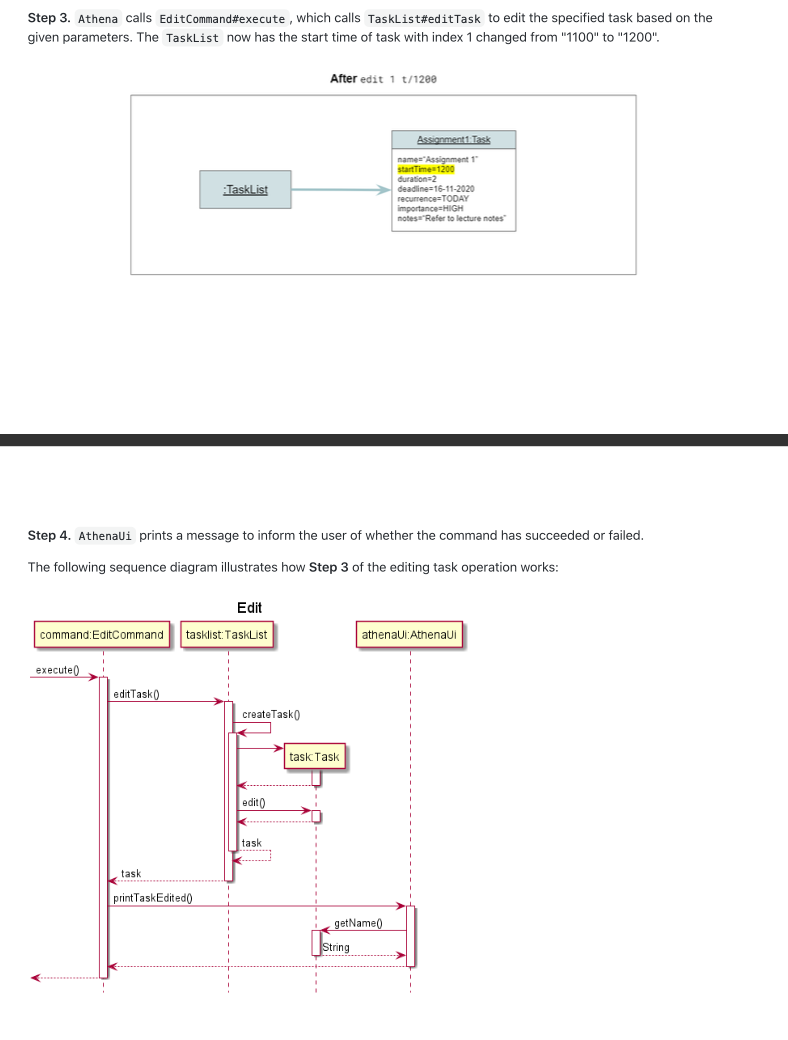 Step 3. Athena calls EditCommand#execute, which calls TaskList#editTask to edit the specified task based on the
given parameters. The TaskList now has the start time of task with index 1 changed from "1100" to "1200".
After edit 1 t/1200
Assignment1:Task
name="Assignment 1"
startTime=1200
:TaskList
duration=2
deadline=16-11-2020
recurrence=TODAY
importance=HIGH
notes="Refer to lecture notes"
Step 4. AthenaUi prints a message to inform the user of whether the command has succeeded or failed.
The following sequence diagram illustrates how Step 3 of the editing task operation works:
Edit
command:EditCommand tasklist:TaskList athenaUi:AthenaUi
execute()
editTask()
createTask()
task:Task
edit()
task
task
printTaskEdited()
getName()
String